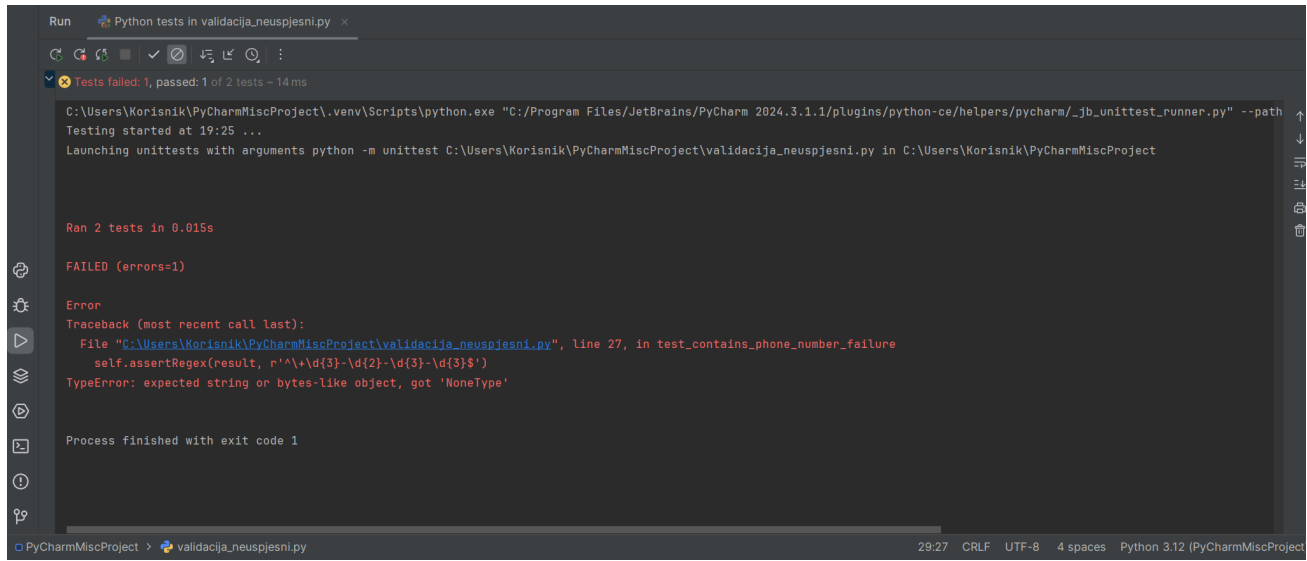 Run Python tests in validacija_neuspjesni.py ×
Tests failed: 1, passed: 1 of 2 tests – 14 ms
C:\Users\Korisnik\PyCharmMiscProject\.venv\Scripts\python.exe "C:/Program Files/JetBrains/PyCharm 2024.3.1.1/plugins/python-ce/helpers/pycharm/_jb_unittest_runner.py" --path
Testing started at 19:25 ...
Launching unittests with arguments python -m unittest C:\Users\Korisnik\PyCharmMiscProject\validacija_neuspjesni.py in C:\Users\Korisnik\PyCharmMiscProject
Ran 2 tests in 0.015s
FAILED (errors=1)
Error
Traceback (most recent call last):
  File "C:\Users\Korisnik\PyCharmMiscProject\validacija_neuspjesni.py", line 27, in test_contains_phone_number_failure
    self.assertRegex(result, r'^\+\d{3}-\d{2}-\d{3}-\d{3}$')
TypeError: expected string or bytes-like object, got 'NoneType'
Process finished with exit code 1
PyCharmMiscProject > validacija_neuspjesni.py 29:27 CRLF UTF-8 4 spaces Python 3.12 (PyCharmMiscProject)